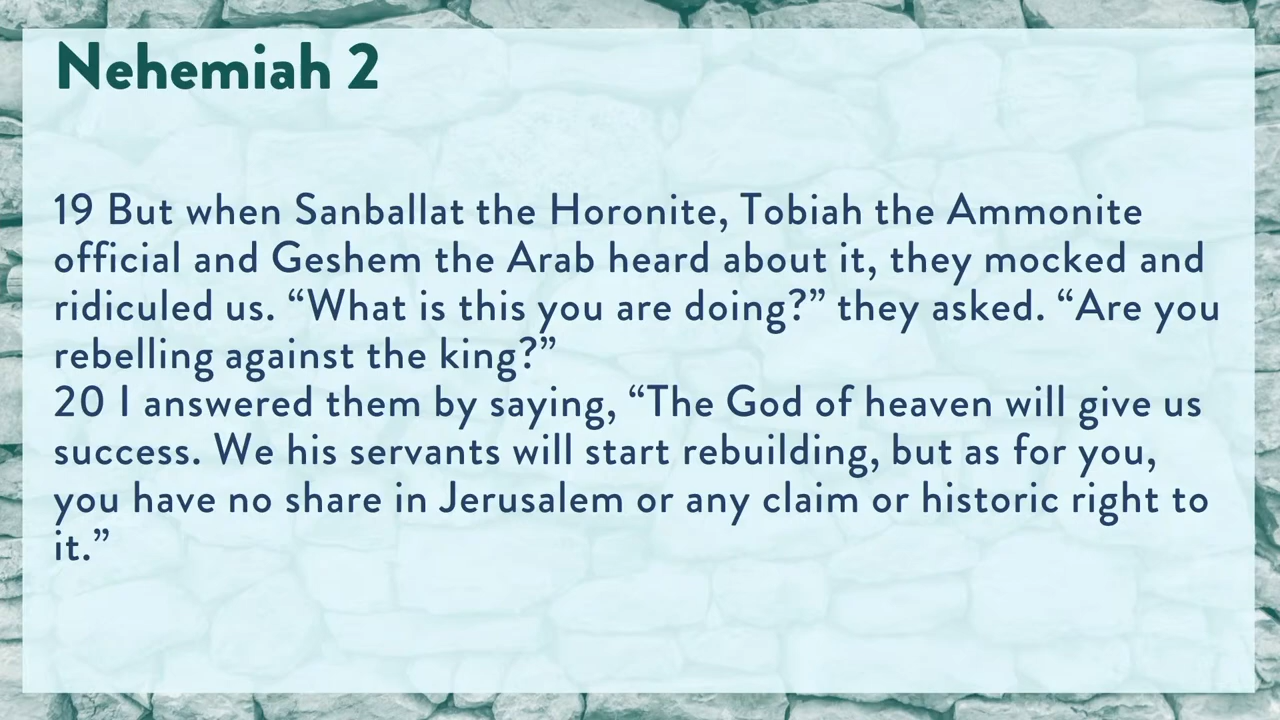 Nehemiah 2
19 But when Sanballat the Horonite, Tobiah the Ammonite
official and Geshem the Arab heard about it, they mocked and
ridiculed us. “What is this you are doing?” they asked. “Are you
rebelling against the king?”
20 I answered them by saying, “The God of heaven will give us
success. We his servants will start rebuilding, but as for you,
you have no share in Jerusalem or any claim or historic right to
it.”